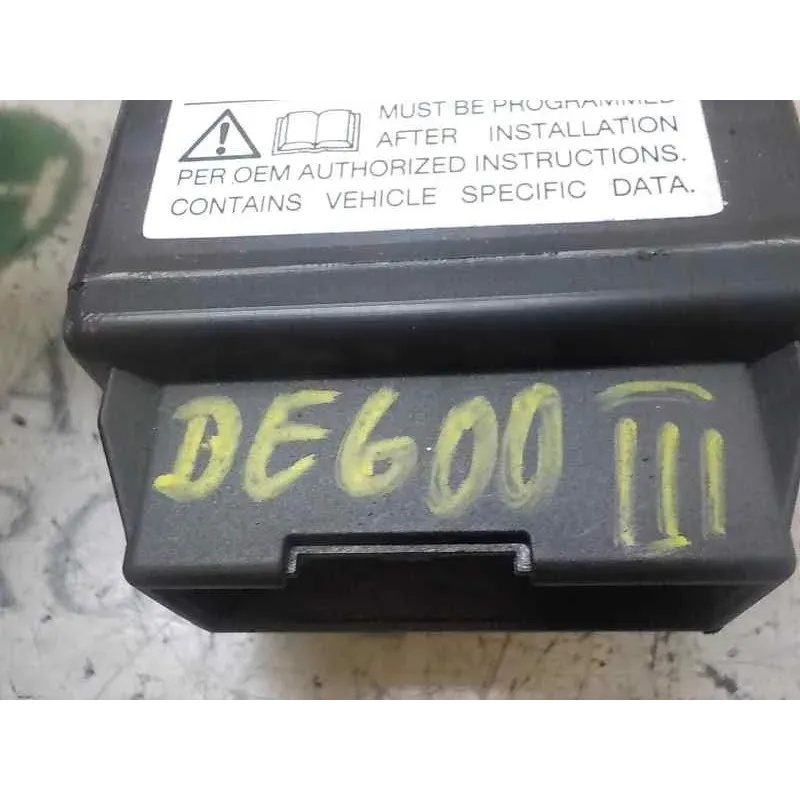 MUST BE PROGRAMMED
AFTER INSTALLATION
PER OEM AUTHORIZED INSTRUCTIONS.
CONTAINS VEHICLE SPECIFIC DATA.
DE600 III